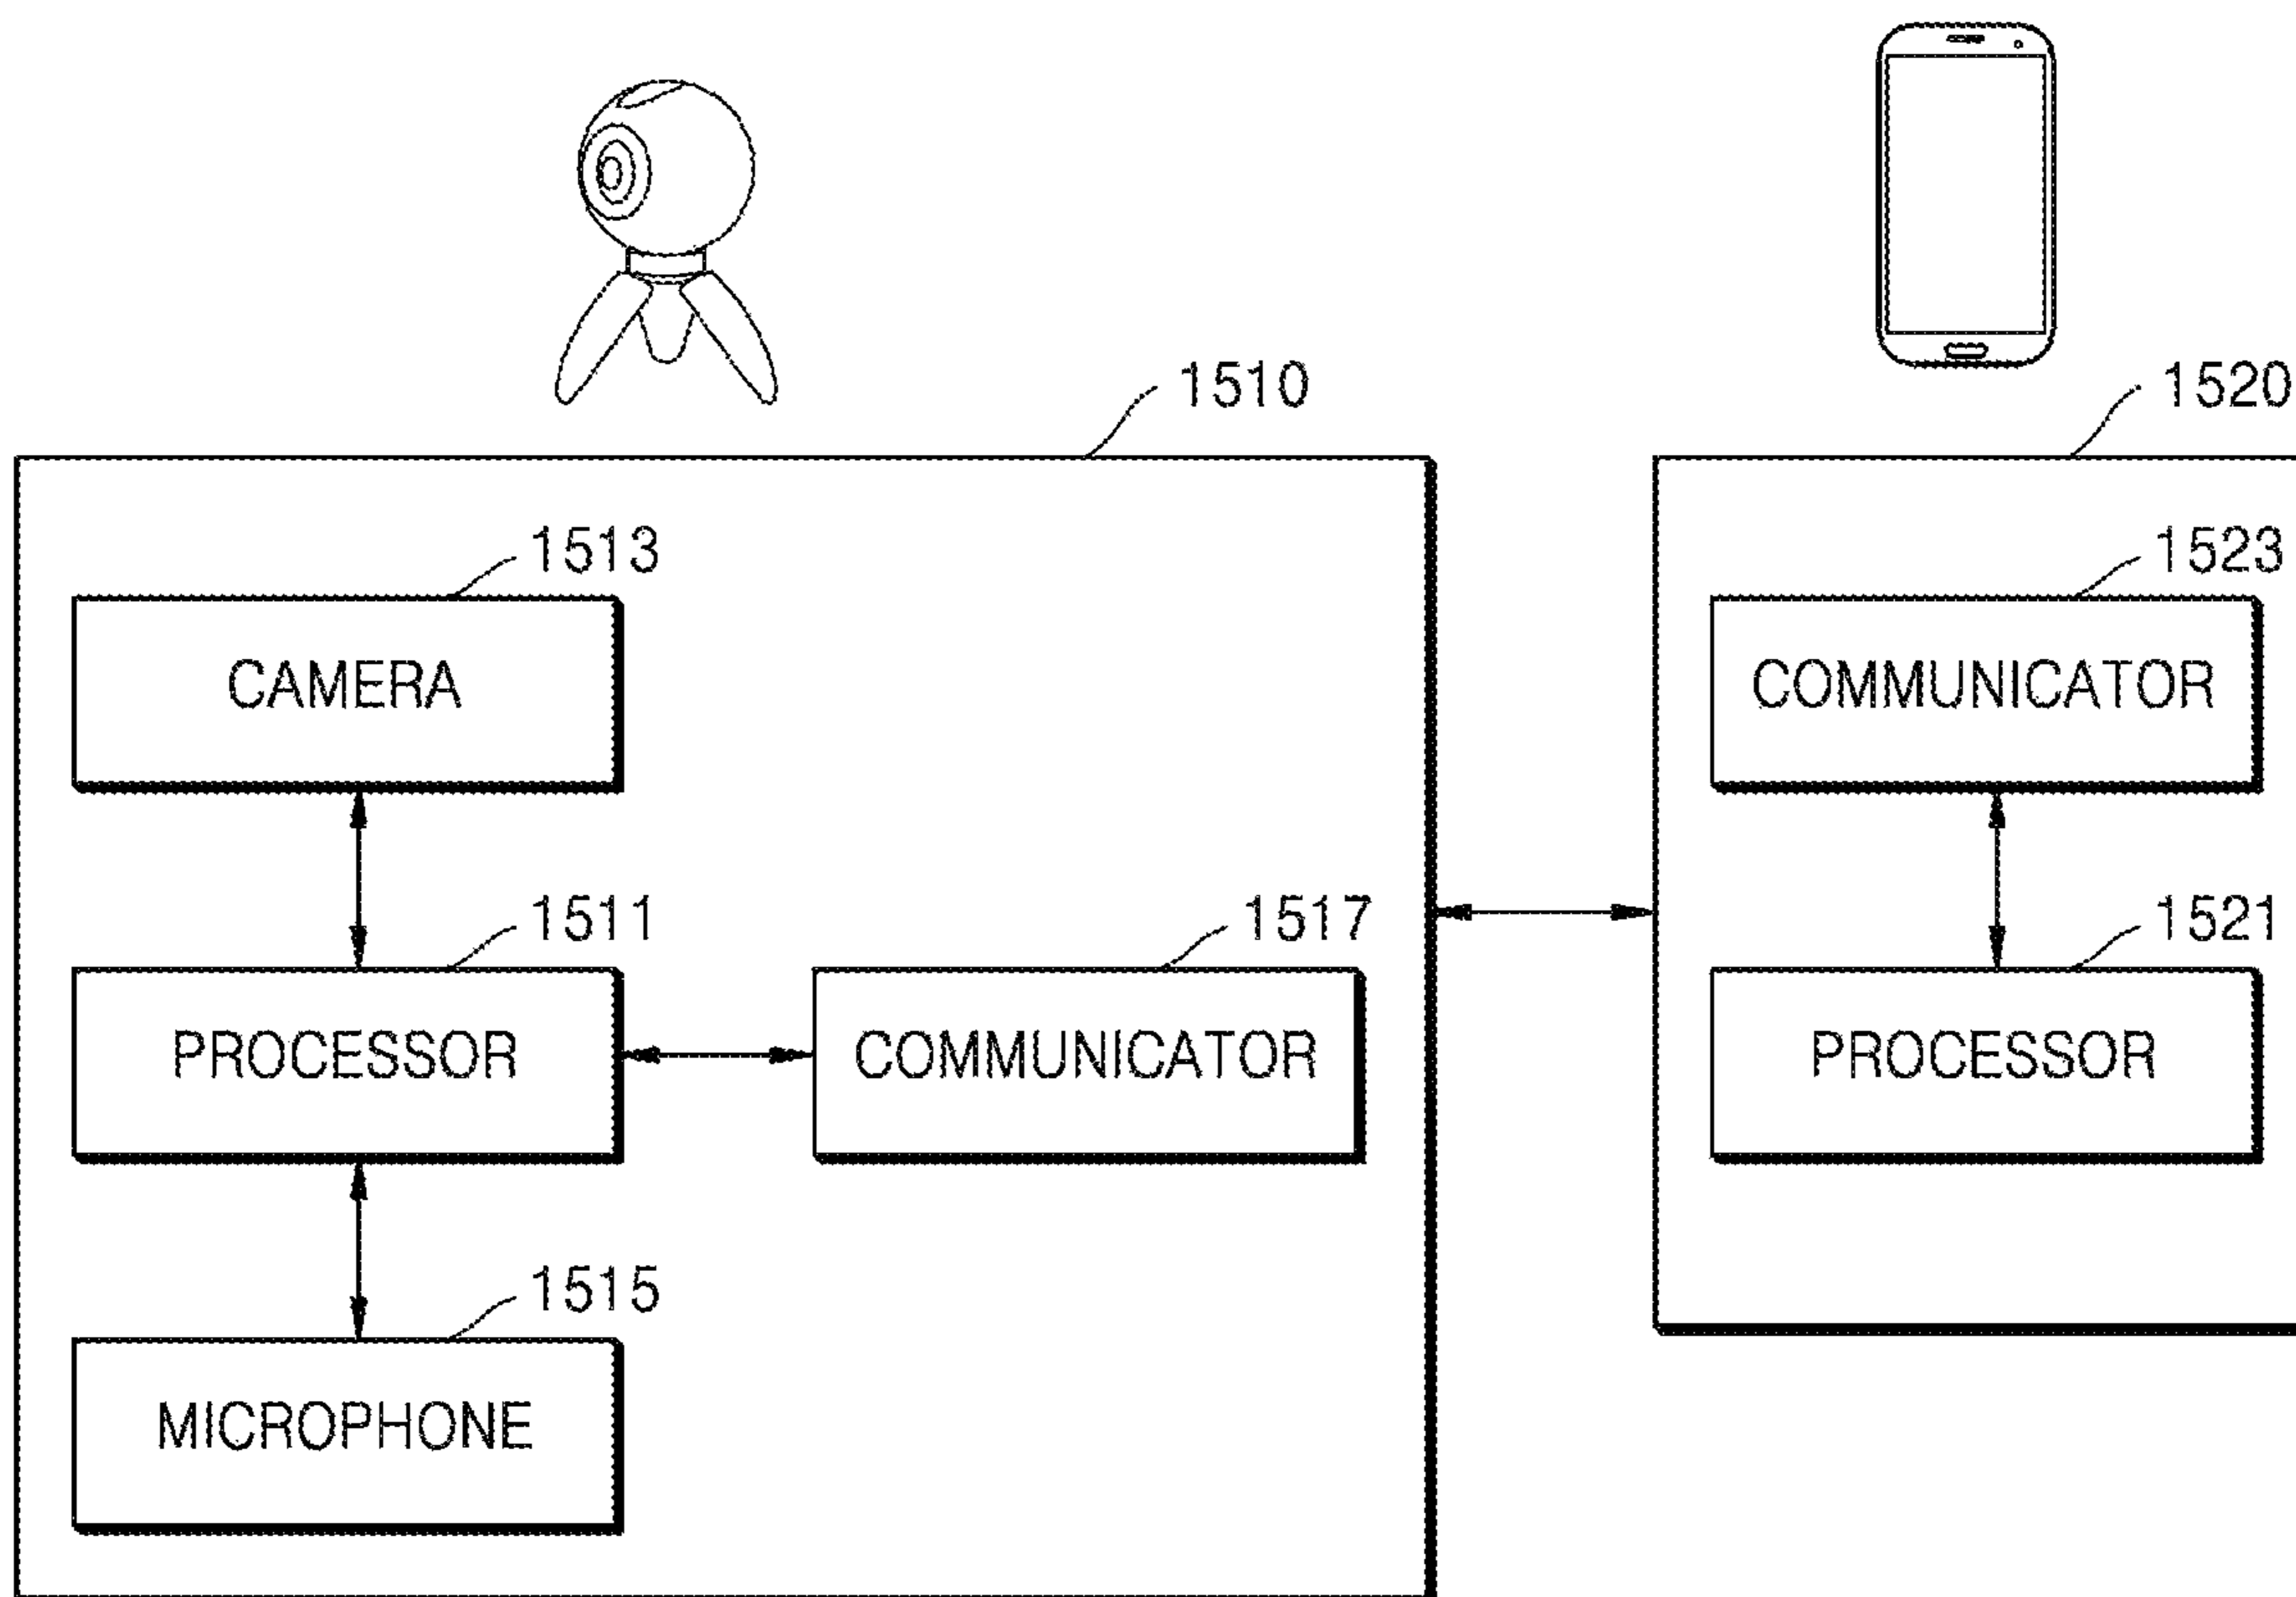 1510
1520
1513
CAMERA
1523
COMMUNICATOR
1511
PROCESSOR
1517
COMMUNICATOR
1521
PROCESSOR
1515
MICROPHONE